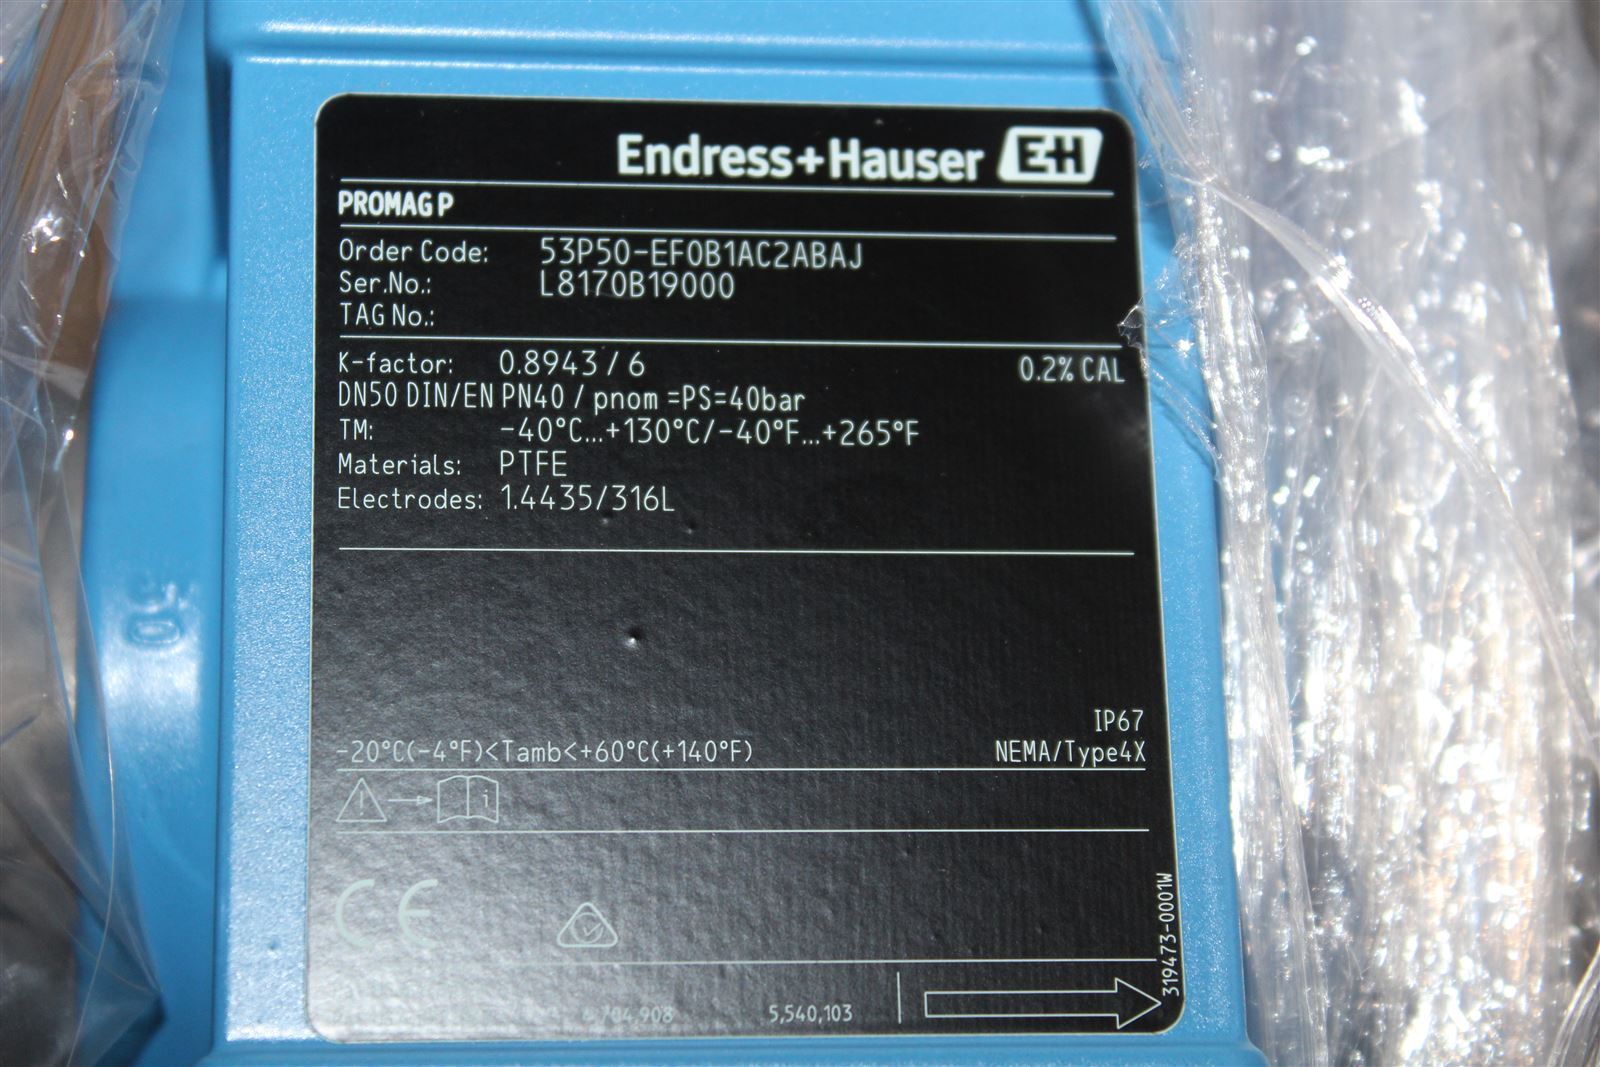 Endress+Hauser EH
PROMAG P
Order Code: 53P50-EF0B1AC2ABAJ
Ser.No.: L8170B19000
TAG No.:
K-factor: 0.8943 / 6 0.2% CAL
DN50 DIN/EN PN40 / pnom =PS=40bar
TM: -40°C...+130°C/-40°F...+265°F
Materials: PTFE
Electrodes: 1.4435/316L
IP67
-20°C(-4°F)<Tamb<+60°C(+140°F) NEMA/Type4X
i
CE
319473-0001W
5,540,103